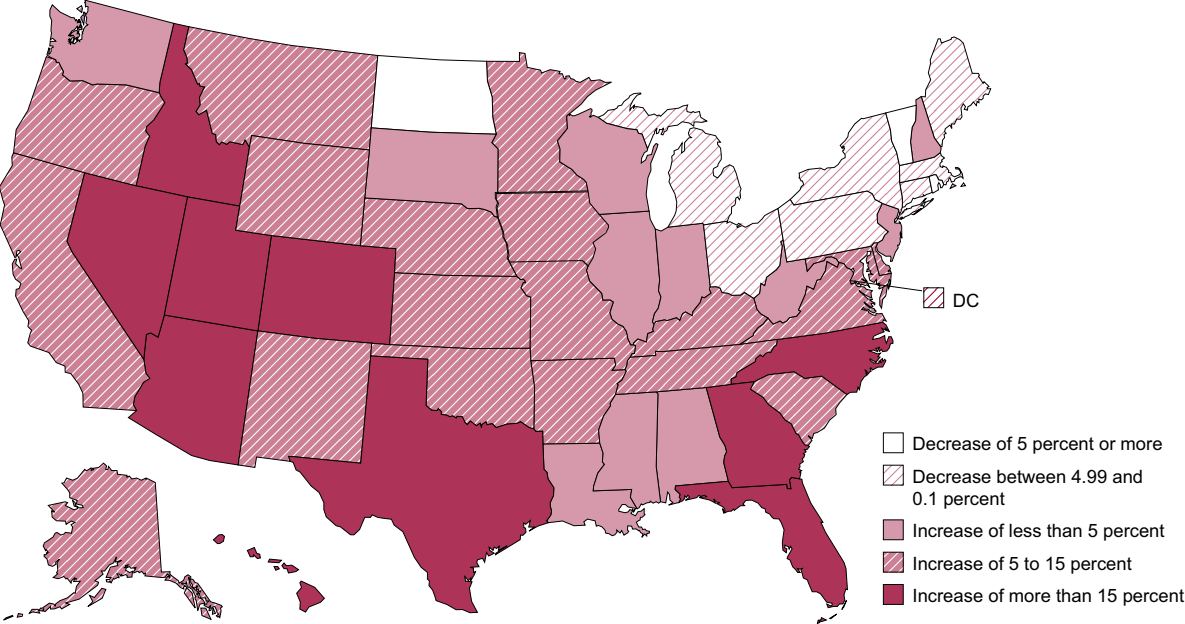 DC
Decrease of 5 percent or more
Decrease between 4.99 and
0.1 percent
Increase of less than 5 percent
Increase of 5 to 15 percent
Increase of more than 15 percent